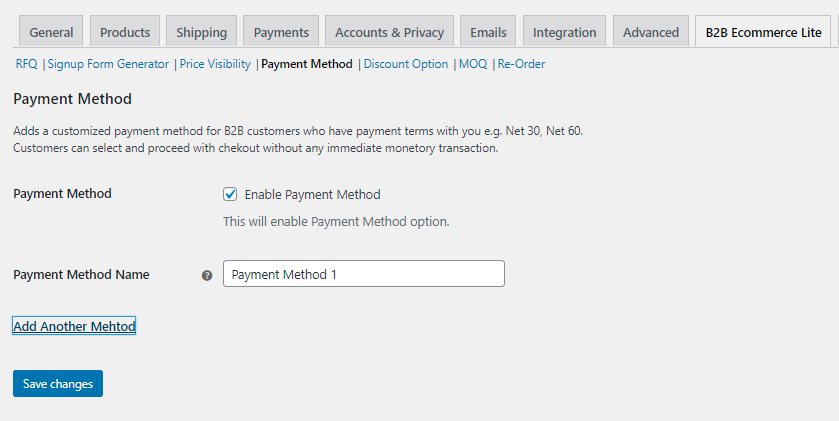 General Products Shipping Payments Accounts & Privacy Emails Integration Advanced B2B Ecommerce Lite
RFQ | Signup Form Generator | Price Visibility | Payment Method | Discount Option | MOQ | Re-Order
Payment Method
Adds a customized payment method for B2B customers who have payment terms with you e.g. Net 30, Net 60.
Customers can select and proceed with chekout without any immediate monetary transaction.
Payment Method Enable Payment Method
This will enable Payment Method option.
Payment Method Name ? Payment Method 1
Add Another Mehtod
Save changes